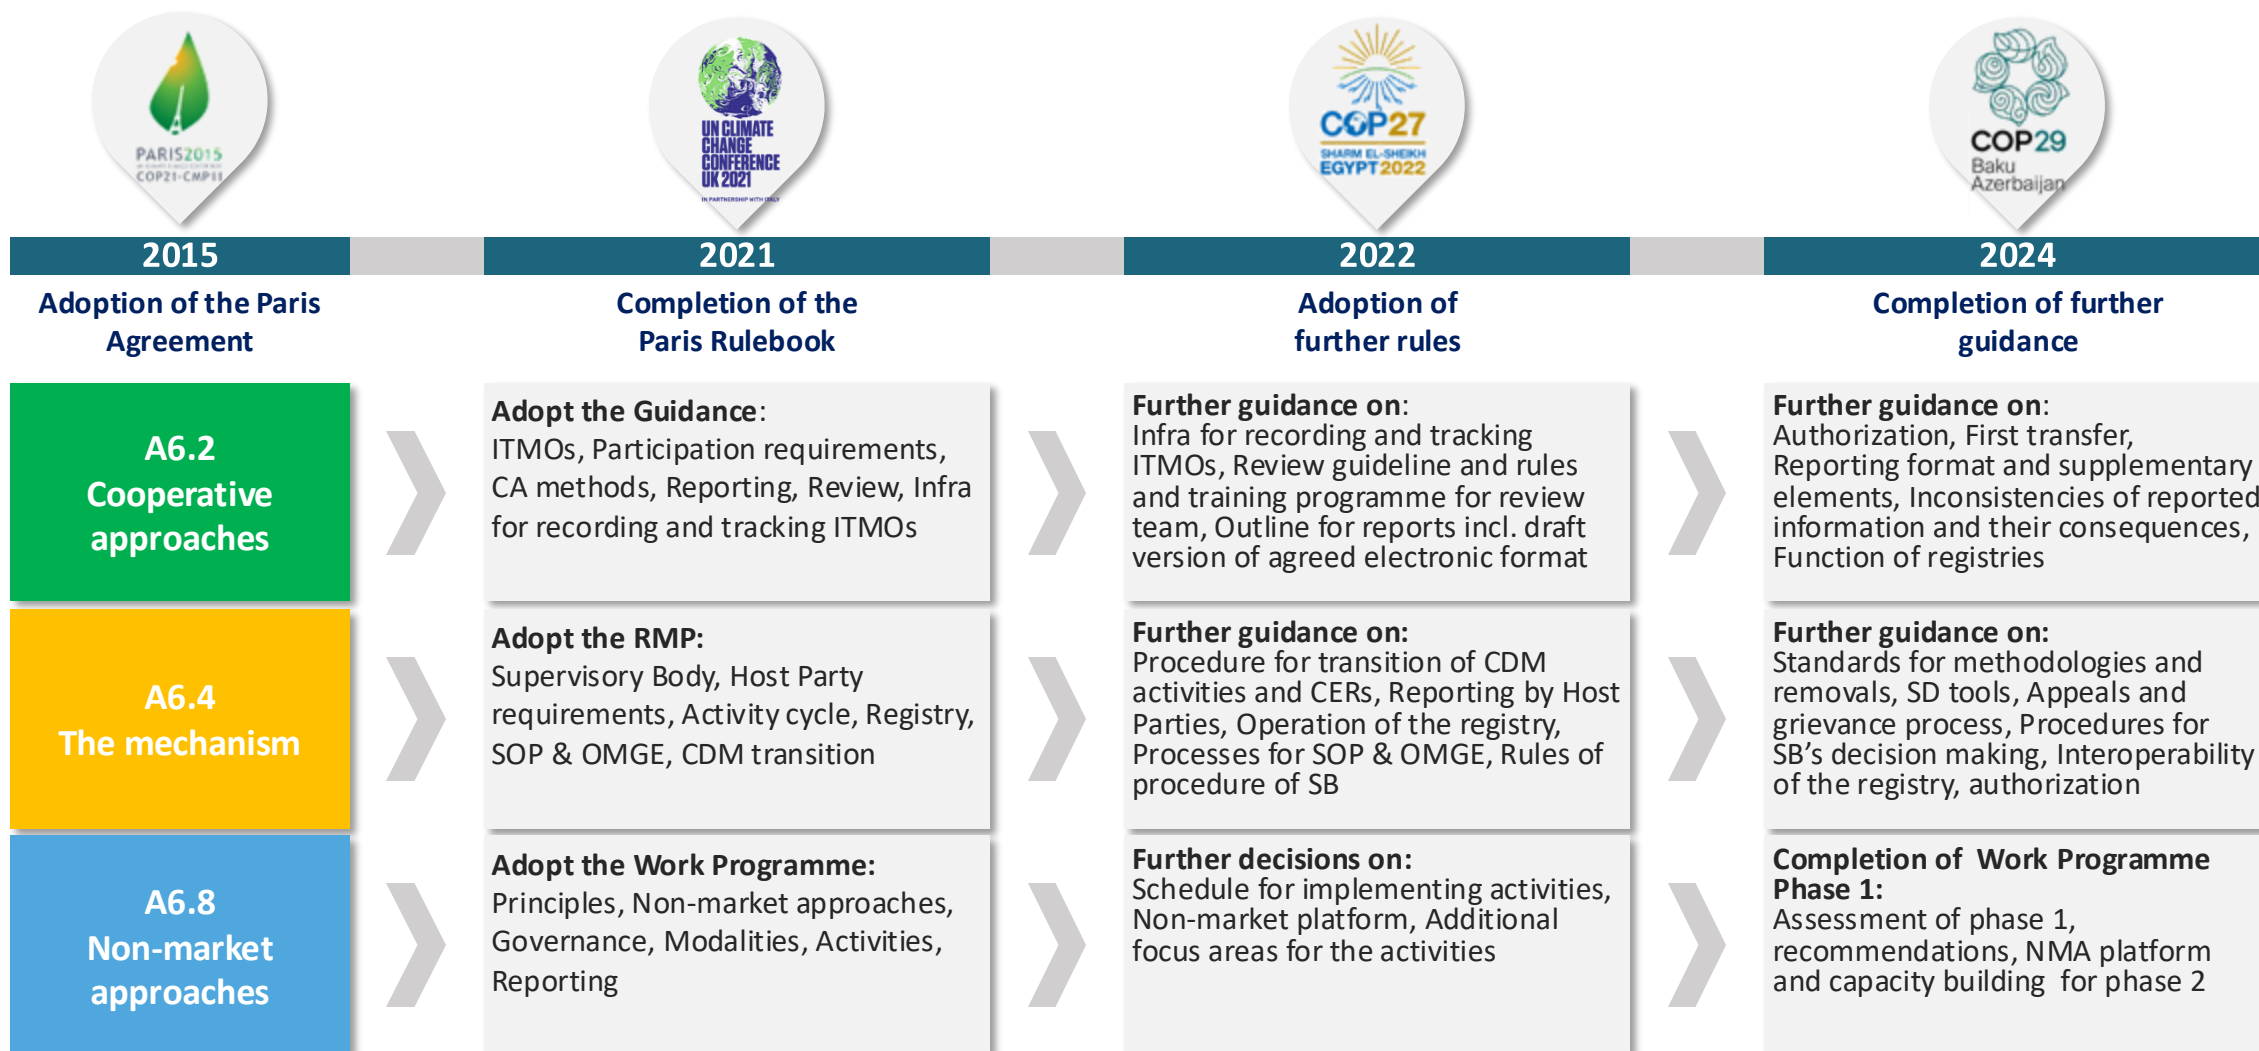 PARIS2015
COP21-CMP11
UN CLIMATE
CHANGE
CONFERENCE
UK 2021
IN PARTNERSHIP WITH ITALY
COP27
SHARM EL-SHEIKH
EGYPT 2022
COP29
Baku
Azerbaijan
2015
2021
2022
2024
Adoption of the Paris
Agreement
Completion of the
Paris Rulebook
Adoption of
further rules
Completion of further
guidance
A6.2
Cooperative
approaches
Adopt the Guidance:
ITMOs, Participation requirements,
CA methods, Reporting, Review, Infra
for recording and tracking ITMOs
Further guidance on:
Infra for recording and tracking
ITMOs, Review guideline and rules
and training programme for review
team, Outline for reports incl. draft
version of agreed electronic format
Further guidance on:
Authorization, First transfer,
Reporting format and supplementary
elements, Inconsistencies of reported
information and their consequences,
Function of registries
A6.4
The mechanism
Adopt the RMP:
Supervisory Body, Host Party
requirements, Activity cycle, Registry,
SOP & OMGE, CDM transition
Further guidance on:
Procedure for transition of CDM
activities and CERs, Reporting by Host
Parties, Operation of the registry,
Processes for SOP & OMGE, Rules of
procedure of SB
Further guidance on:
Standards for methodologies and
removals, SD tools, Appeals and
grievance process, Procedures for
SB’s decision making, Interoperability
of the registry, authorization
A6.8
Non-market
approaches
Adopt the Work Programme:
Principles, Non-market approaches,
Governance, Modalities, Activities,
Reporting
Further decisions on:
Schedule for implementing activities,
Non-market platform, Additional
focus areas for the activities
Completion of Work Programme
Phase 1:
Assessment of phase 1,
recommendations, NMA platform
and capacity building for phase 2